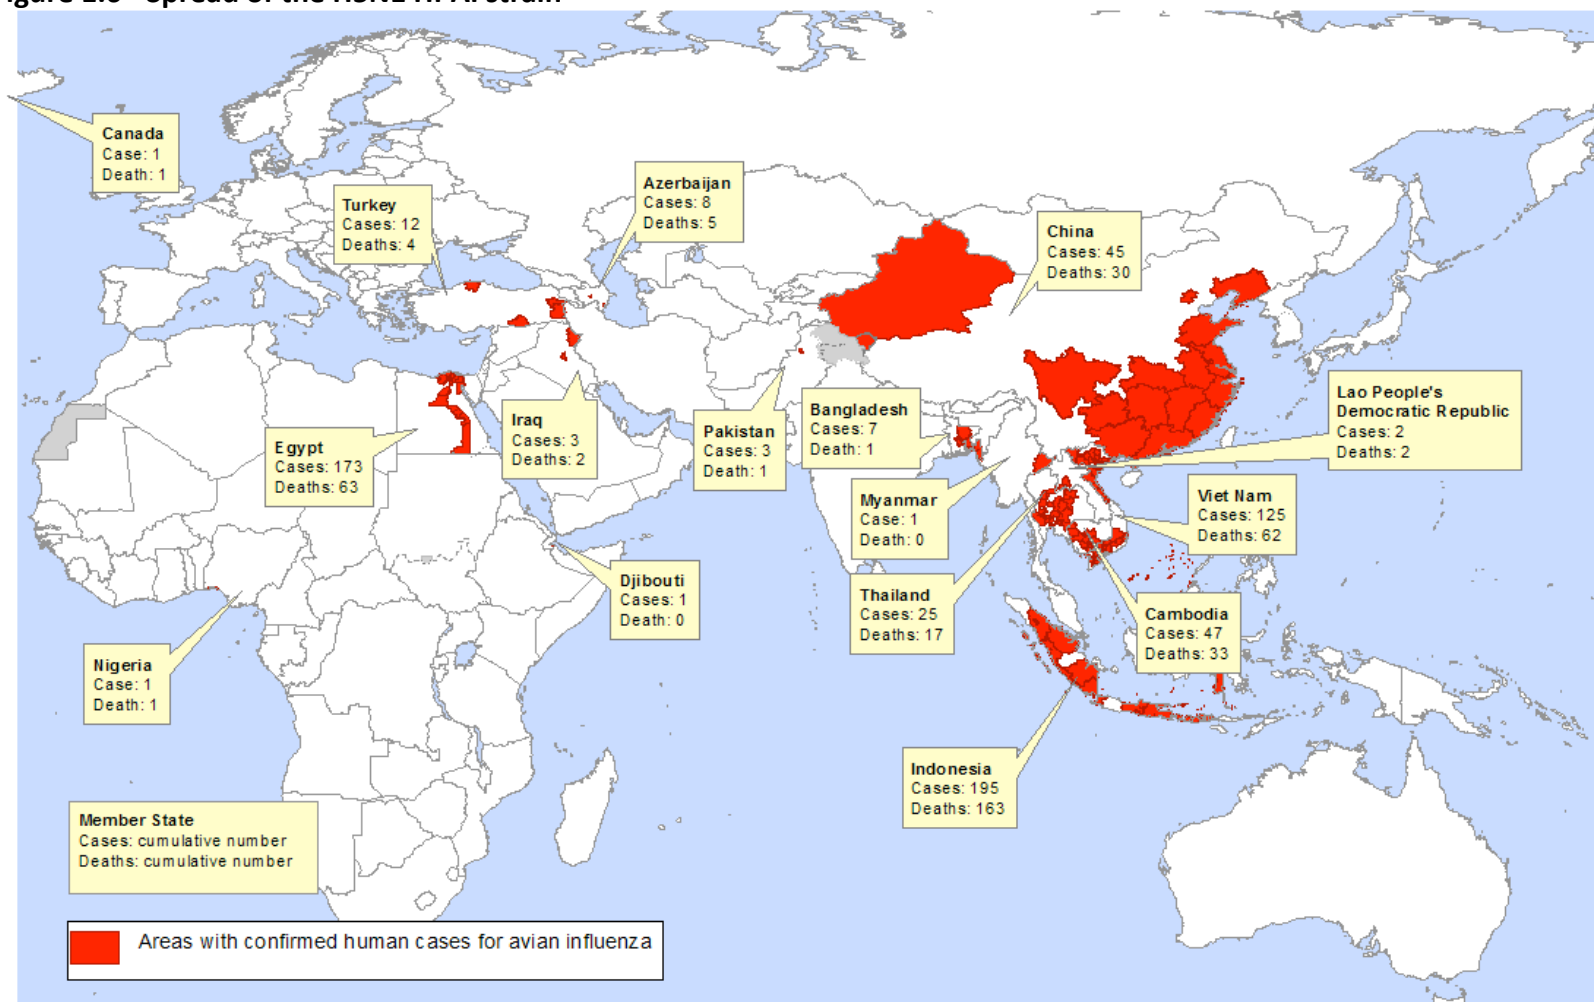 Canada
Case: 1
Death: 1
Turkey
Cases: 12
Deaths: 4
Azerbaijan
Cases: 8
Deaths: 5
China
Cases: 45
Deaths: 30
Egypt
Cases: 173
Deaths: 63
Iraq
Cases: 3
Deaths: 2
Pakistan
Cases: 3
Death: 1
Bangladesh
Cases: 7
Death: 1
Lao People's
Democratic Republic
Cases: 2
Deaths: 2
Myanmar
Case: 1
Death: 0
Viet Nam
Cases: 125
Deaths: 62
Djibouti
Cases: 1
Death: 0
Thailand
Cases: 25
Deaths: 17
Cambodia
Cases: 47
Deaths: 33
Nigeria
Case: 1
Death: 1
Indonesia
Cases: 195
Deaths: 163
Member State
Cases: cumulative number
Deaths: cumulative number
Areas with confirmed human cases for avian influenza